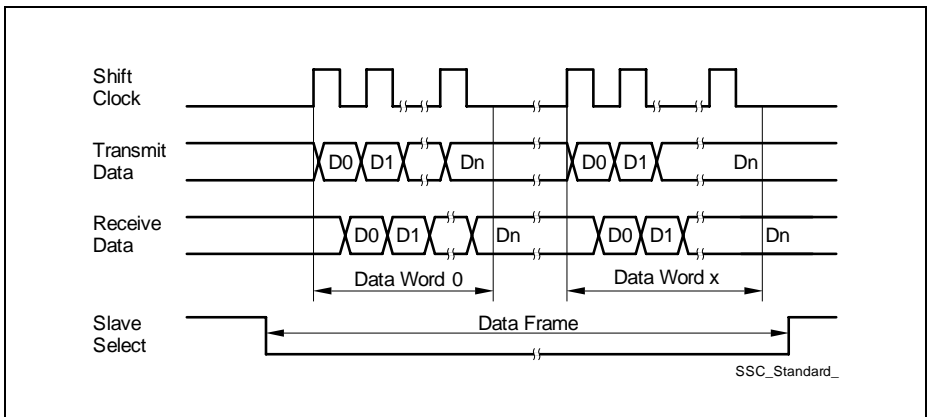 Shift
Clock
Transmit
Data
D0 D1 Dn D0 D1 Dn
Receive
Data
D0 D1 Dn D0 D1 Dn
Data Word 0 Data Word x
Slave
Select
Data Frame
SSC_Standard_